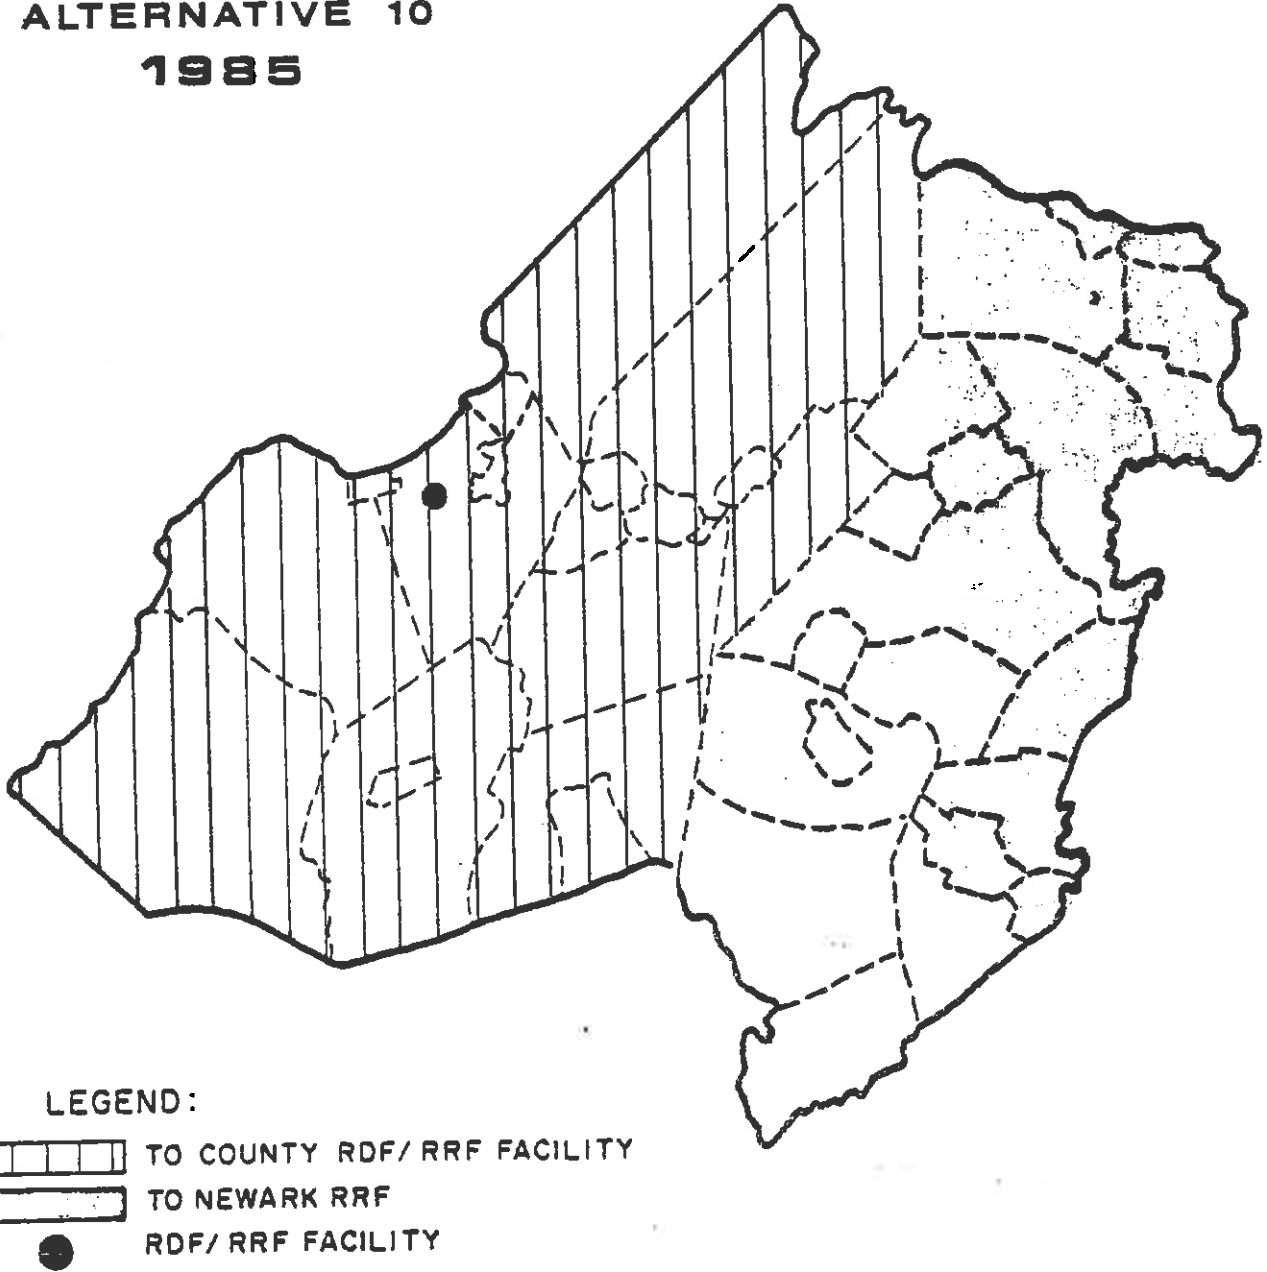 ALTERNATIVE 10
1985
LEGEND:
TO COUNTY RDF/RRF FACILITY
TO NEWARK RRF
RDF/RRF FACILITY